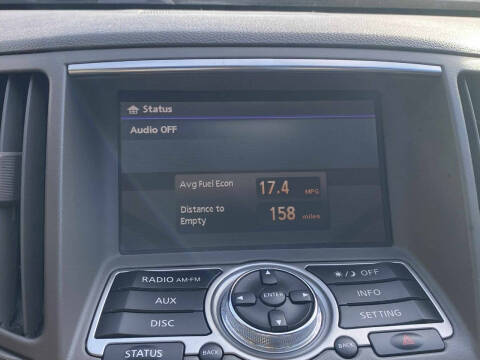 Status
Audio OFF
Avg Fuel Econ 17.4 MPG
Distance to
Empty 158 miles
RADIO AM-FM
AUX
DISC
STATUS
BACK
ENTER
BACK
OFF
INFO
SETTING